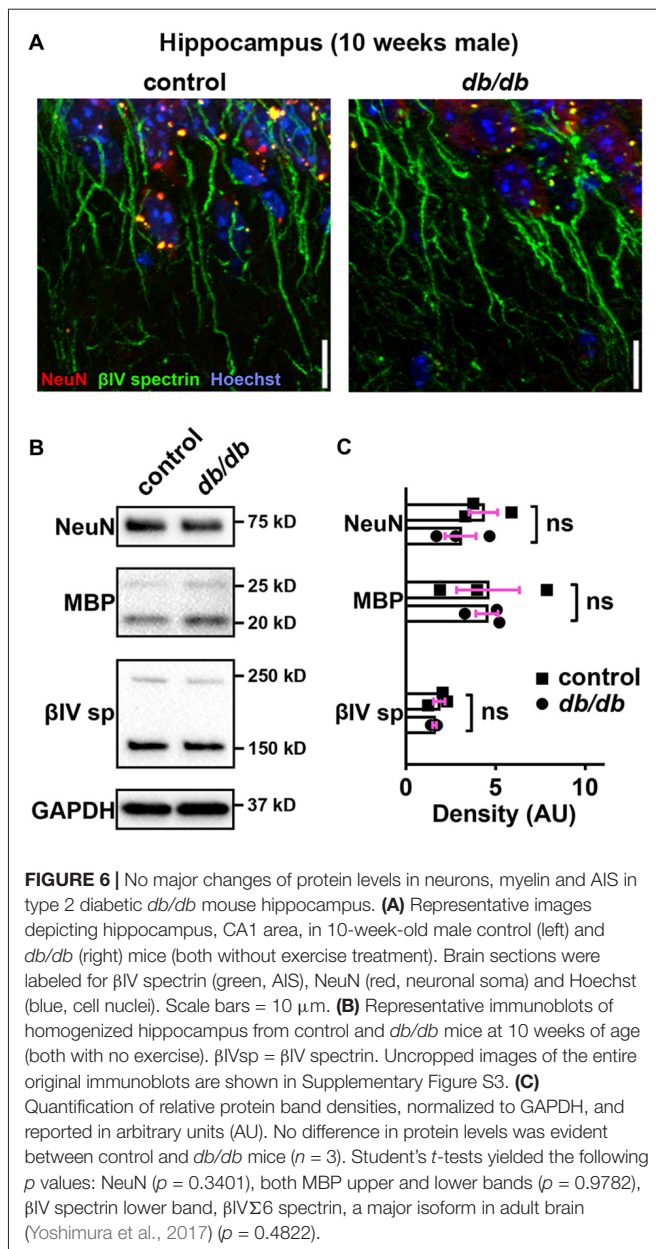 A
Hippocampus (10 weeks male)
control
db/db
NeuN βIV spectrin Hoechst
B
control
db/db
NeuN
75 kD
MBP
25 kD
20 kD
βIV sp
250 kD
150 kD
GAPDH
37 kD
C
NeuN
ns
MBP
ns
control
db/db
βIV sp
ns
0 5 10
Density (AU)
FIGURE 6 | No major changes of protein levels in neurons, myelin and AIS in
type 2 diabetic db/db mouse hippocampus. (A) Representative images
depicting hippocampus, CA1 area, in 10-week-old male control (left) and
db/db (right) mice (both without exercise treatment). Brain sections were
labeled for βIV spectrin (green, AIS), NeuN (red, neuronal soma) and Hoechst
(blue, cell nuclei). Scale bars = 10 μm. (B) Representative immunoblots of
homogenized hippocampus from control and db/db mice at 10 weeks of age
(both with no exercise). βIVsp = βIV spectrin. Uncropped images of the entire
original immunoblots are shown in Supplementary Figure S3. (C)
Quantification of relative protein band densities, normalized to GAPDH, and
reported in arbitrary units (AU). No difference in protein levels was evident
between control and db/db mice (n = 3). Student's t-tests yielded the following
p values: NeuN (p = 0.3401), both MBP upper and lower bands (p = 0.9782),
βIV spectrin lower band, βIVΣ6 spectrin, a major isoform in adult brain
(Yoshimura et al., 2017) (p = 0.4822).